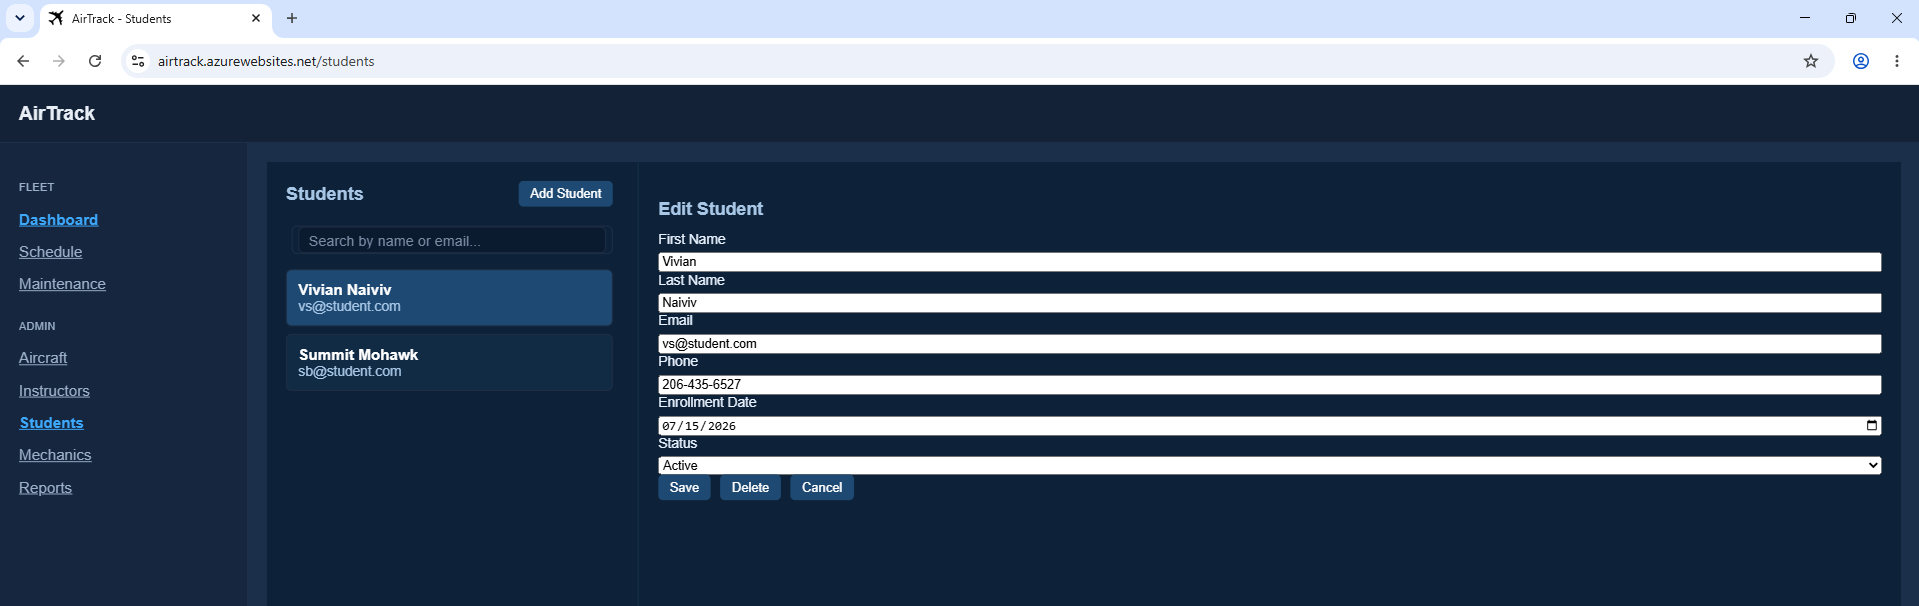 AirTrack - Students
airtrack.azurewebsites.net/students
AirTrack
FLEET
Dashboard
Schedule
Maintenance
ADMIN
Aircraft
Instructors
Students
Mechanics
Reports
Students
Add Student
Search by name or email...
Vivian Naiviv
vs@student.com
Summit Mohawk
sb@student.com
Edit Student
First Name
Vivian
Last Name
Naiviv
Email
vs@student.com
Phone
206-435-6527
Enrollment Date
07/15/2026
Status
Active
Save Delete Cancel